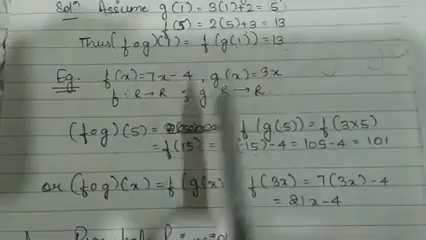 Solⁿ Assume g(1) = 3(1)+2 = 5
f(5) = 2(5)+3 = 13
Thus (fog)(1) = f(g(1)) = 13
Eg. f(x)=7x-4, g(x)=3x
f: R→R ; g R→R
(fog)(5) = f(g(5)) = f(3×5)
= f(15) = 15)-4 = 105-4 = 101
or (fog)(x) = f(g(x) f(3x) = 7(3x)-4
= 21x-4